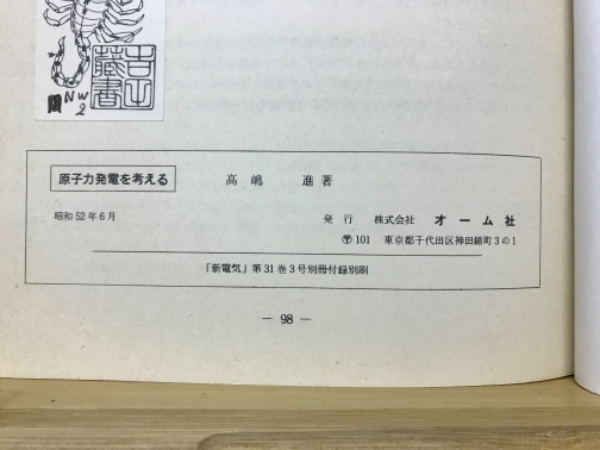 NW
2
原子力発電を考える 高嶋 進著
昭和52年6月 発行 株式会社 オーム社
〒101 東京都千代田区神田錦町3の1
「新電気」第31巻3号別冊付録別刷
— 98 —